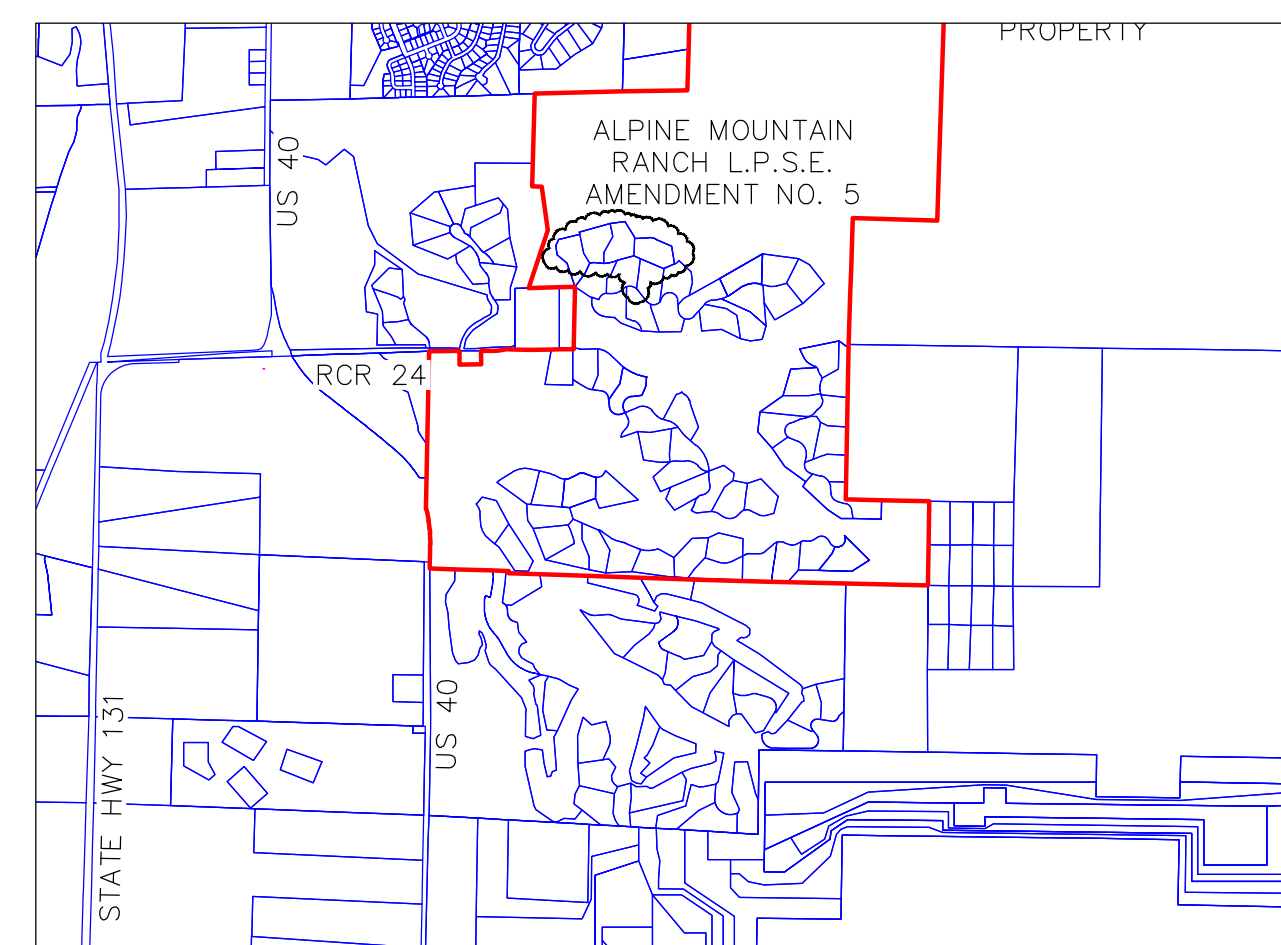 PROPERTY
ALPINE MOUNTAIN
RANCH L.P.S.E.
AMENDMENT NO. 5
US 40
RCR 24
US 40
STATE HWY 131